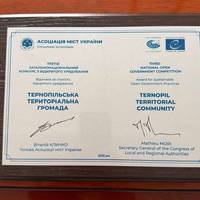 АСОЦІАЦІЯ МІСТ УКРАЇНИ
ТРЕТІЙ
ЗАГАЛЬНОНАЦІОНАЛЬНИЙ
КОНКУРС З ВІДКРИТОГО УРЯДУВАННЯ
ТЕРНОПІЛЬСЬКА
ТЕРИТОРІАЛЬНА
ГРОМАДА
Віталій КЛИЧКО
Голова Асоціації міст України
THIRD
NATIONAL OPEN
GOVERNMENT COMPETITION
Award for Sustainable
Open Government Practices
TERNOPIL
TERRITORIAL
COMMUNITY
Mathieu MORI
Secretary General of the Congress of
Local and Regional Authorities